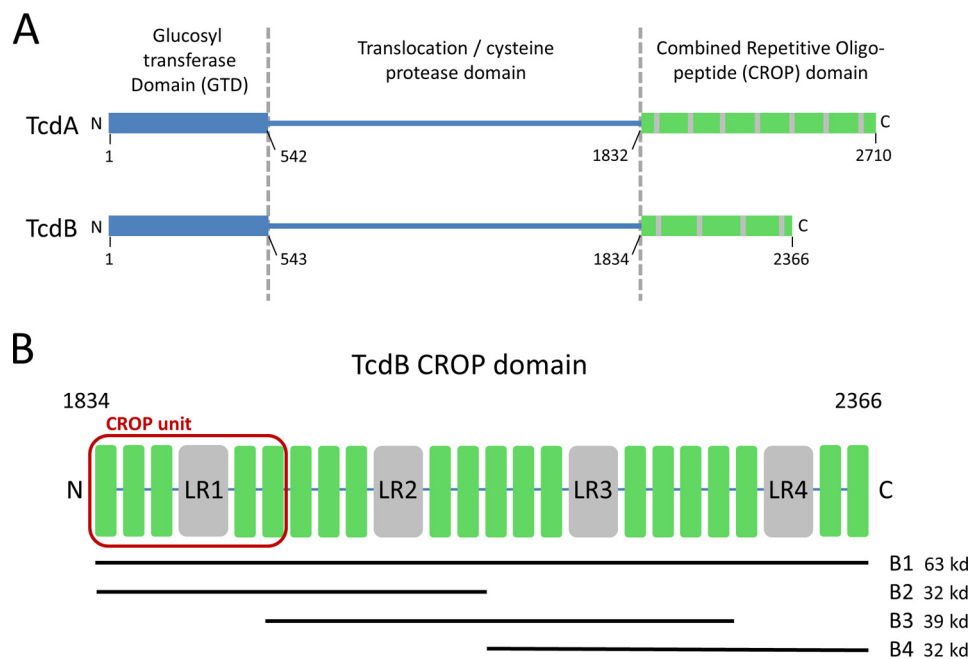 A
Glucosyl
transferase
Domain (GTD)
Translocation / cysteine
protease domain
Combined Repetitive Oligo-
peptide (CROP) domain
TcdA N C
1 542 1832 2710
TcdB N C
1 543 1834 2366
B
TcdB CROP domain
1834 2366
CROP unit
N LR1 LR2 LR3 LR4 C
B1 63 kd
B2 32 kd
B3 39 kd
B4 32 kd